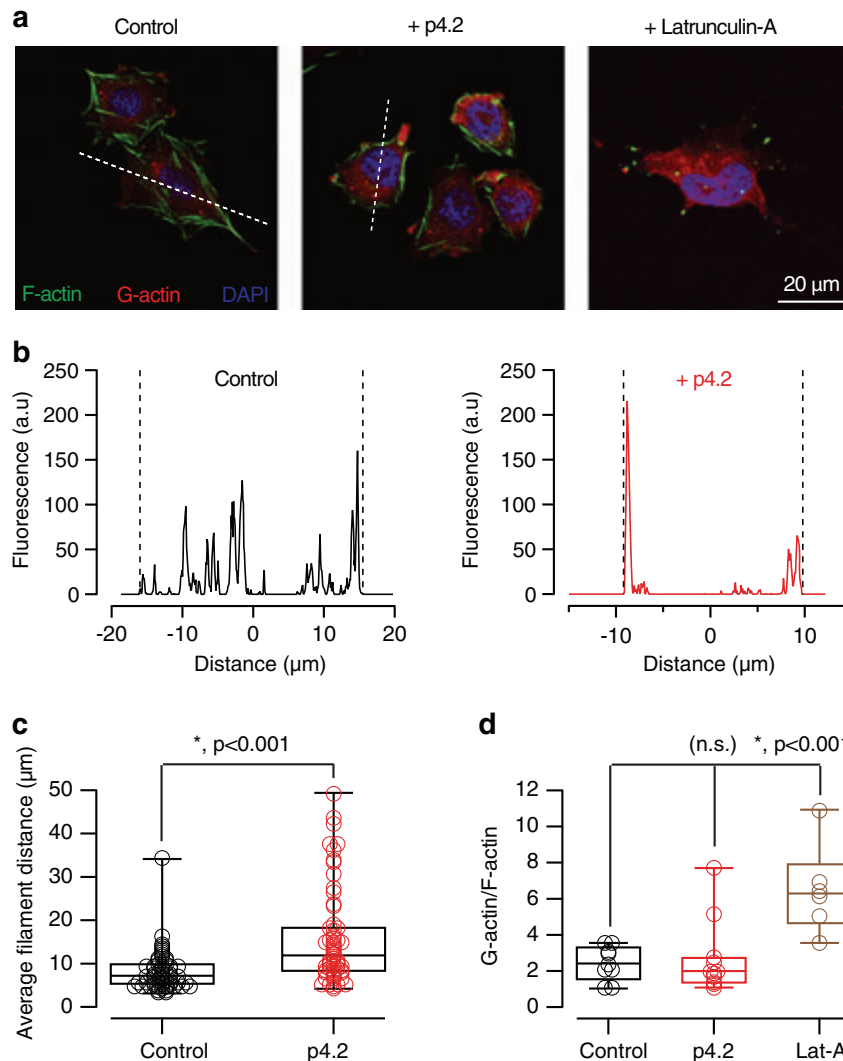 a
Control
+ p4.2
+ Latrunculin-A
F-actin G-actin DAPI
20 µm
b
Fluorescence (a.u)
250
200
150
100
50
0
Control
-20 -10 0 10 20
Distance (µm)
Fluorescence (a.u)
250
200
150
100
50
0
+ p4.2
-10 0 10
Distance (µm)
c
*, p<0.001
Average filament distance (µm)
50
40
30
20
10
0
Control p4.2
d
(n.s.) *, p<0.001
G-actin/F-actin
12
10
8
6
4
2
0
Control p4.2 Lat-A